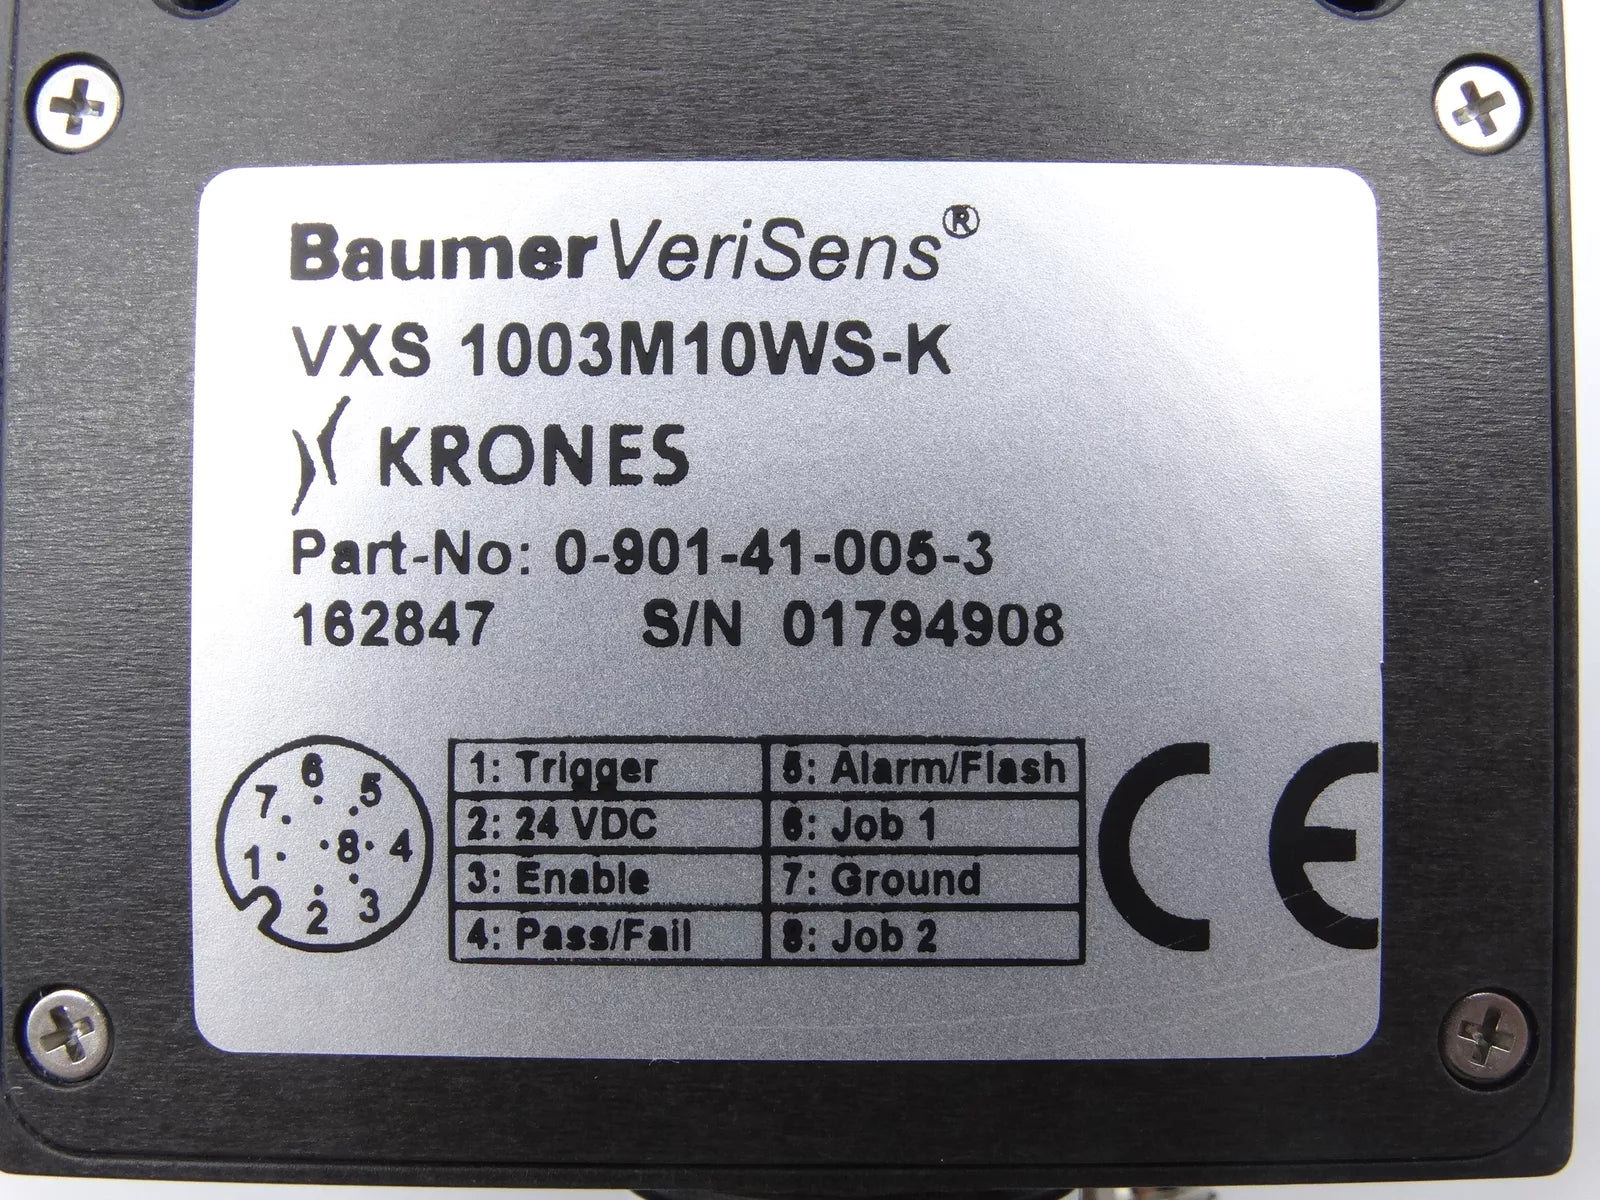 Baumer VeriSens®
VXS 1003M10WS-K
KRONES
Part-No: 0-901-41-005-3
162847 S/N 01794908
6
7 5
1 8 4
2 3
1: Trigger 5: Alarm/Flash
2: 24 VDC 6: Job 1
3: Enable 7: Ground
4: Pass/Fail 8: Job 2
CE